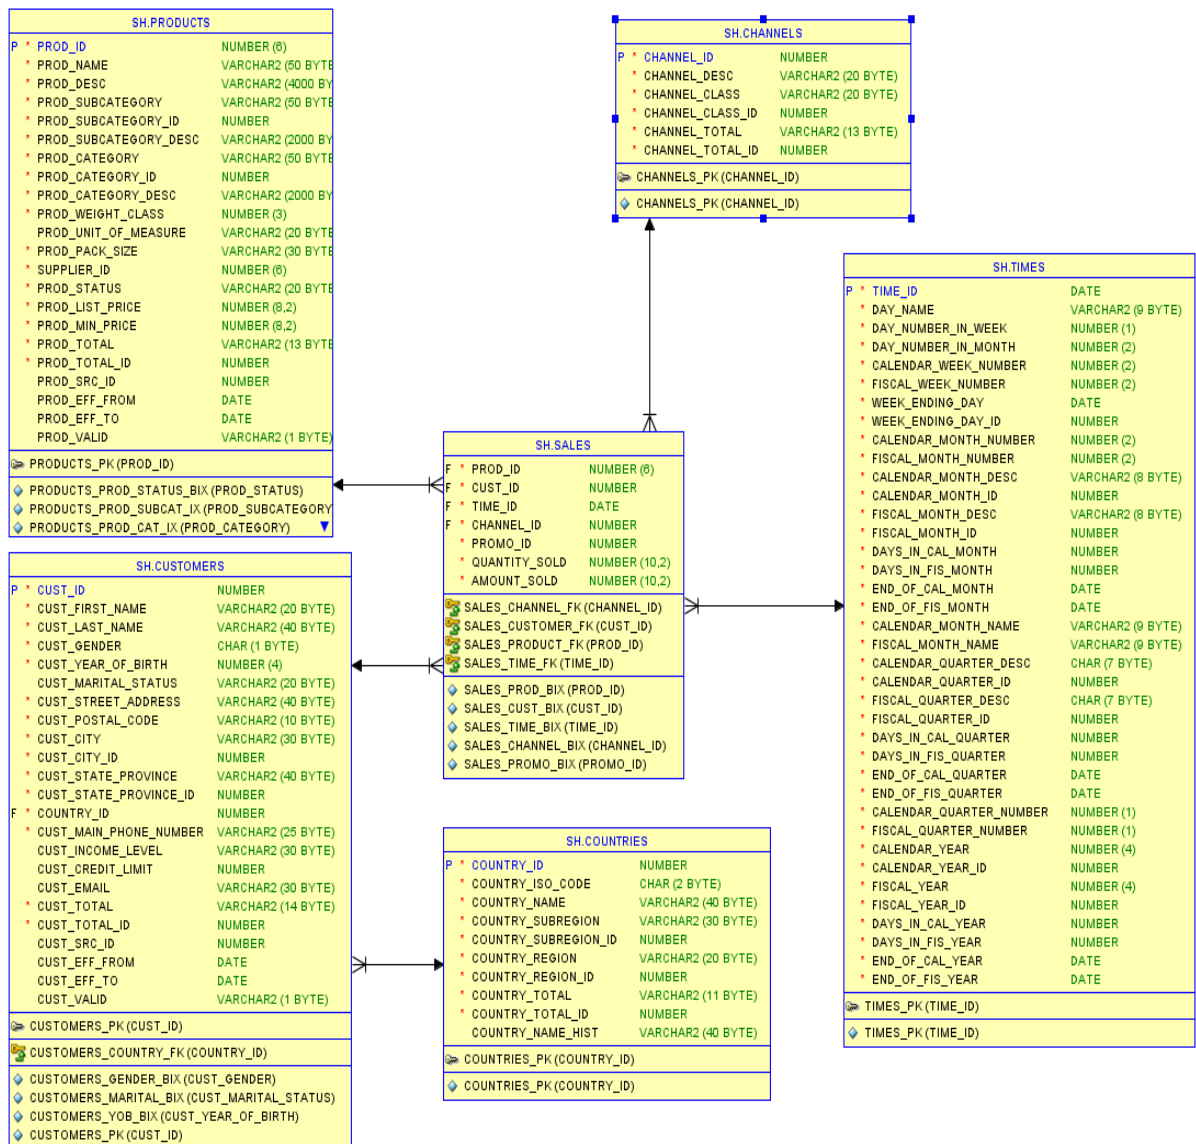 SH.PRODUCTS
P * PROD_ID NUMBER (6)
* PROD_NAME VARCHAR2 (50 BYTE
* PROD_DESC VARCHAR2 (4000 BY
* PROD_SUBCATEGORY VARCHAR2 (50 BYTE
* PROD_SUBCATEGORY_ID NUMBER
* PROD_SUBCATEGORY_DESC VARCHAR2 (2000 BY
* PROD_CATEGORY VARCHAR2 (50 BYTE
* PROD_CATEGORY_ID NUMBER
* PROD_CATEGORY_DESC VARCHAR2 (2000 BY
* PROD_WEIGHT_CLASS NUMBER (3)
PROD_UNIT_OF_MEASURE VARCHAR2 (20 BYTE
* PROD_PACK_SIZE VARCHAR2 (30 BYTE
* SUPPLIER_ID NUMBER (6)
* PROD_STATUS VARCHAR2 (20 BYTE
* PROD_LIST_PRICE NUMBER (8,2)
* PROD_MIN_PRICE NUMBER (8,2)
* PROD_TOTAL VARCHAR2 (13 BYTE
* PROD_TOTAL_ID NUMBER
PROD_SRC_ID NUMBER
PROD_EFF_FROM DATE
PROD_EFF_TO DATE
PROD_VALID VARCHAR2 (1 BYTE)
PRODUCTS_PK (PROD_ID)
PRODUCTS_PROD_STATUS_BIX (PROD_STATUS)
PRODUCTS_PROD_SUBCAT_IX (PROD_SUBCATEGORY
PRODUCTS_PROD_CAT_IX (PROD_CATEGORY)
SH.CHANNELS
P * CHANNEL_ID NUMBER
* CHANNEL_DESC VARCHAR2 (20 BYTE)
* CHANNEL_CLASS VARCHAR2 (20 BYTE)
* CHANNEL_CLASS_ID NUMBER
* CHANNEL_TOTAL VARCHAR2 (13 BYTE)
* CHANNEL_TOTAL_ID NUMBER
CHANNELS_PK (CHANNEL_ID)
CHANNELS_PK (CHANNEL_ID)
SH.TIMES
P * TIME_ID DATE
* DAY_NAME VARCHAR2 (9 BYTE)
* DAY_NUMBER_IN_WEEK NUMBER (1)
* DAY_NUMBER_IN_MONTH NUMBER (2)
* CALENDAR_WEEK_NUMBER NUMBER (2)
* FISCAL_WEEK_NUMBER NUMBER (2)
* WEEK_ENDING_DAY DATE
* WEEK_ENDING_DAY_ID NUMBER
* CALENDAR_MONTH_NUMBER NUMBER (2)
* FISCAL_MONTH_NUMBER NUMBER (2)
* CALENDAR_MONTH_DESC VARCHAR2 (8 BYTE)
* CALENDAR_MONTH_ID NUMBER
* FISCAL_MONTH_DESC VARCHAR2 (8 BYTE)
* FISCAL_MONTH_ID NUMBER
* DAYS_IN_CAL_MONTH NUMBER
* DAYS_IN_FIS_MONTH NUMBER
* END_OF_CAL_MONTH DATE
* END_OF_FIS_MONTH DATE
* CALENDAR_MONTH_NAME VARCHAR2 (9 BYTE)
* FISCAL_MONTH_NAME VARCHAR2 (9 BYTE)
* CALENDAR_QUARTER_DESC CHAR (7 BYTE)
* CALENDAR_QUARTER_ID NUMBER
* FISCAL_QUARTER_DESC CHAR (7 BYTE)
* FISCAL_QUARTER_ID NUMBER
* DAYS_IN_CAL_QUARTER NUMBER
* DAYS_IN_FIS_QUARTER NUMBER
* END_OF_CAL_QUARTER DATE
* END_OF_FIS_QUARTER DATE
* CALENDAR_QUARTER_NUMBER NUMBER (1)
* FISCAL_QUARTER_NUMBER NUMBER (1)
* CALENDAR_YEAR NUMBER (4)
* CALENDAR_YEAR_ID NUMBER
* FISCAL_YEAR NUMBER (4)
* FISCAL_YEAR_ID NUMBER
* DAYS_IN_CAL_YEAR NUMBER
* DAYS_IN_FIS_YEAR NUMBER
* END_OF_CAL_YEAR DATE
* END_OF_FIS_YEAR DATE
TIMES_PK (TIME_ID)
TIMES_PK (TIME_ID)
SH.SALES
F * PROD_ID NUMBER (6)
F * CUST_ID NUMBER
F * TIME_ID DATE
F * CHANNEL_ID NUMBER
* PROMO_ID NUMBER
* QUANTITY_SOLD NUMBER (10,2)
* AMOUNT_SOLD NUMBER (10,2)
SALES_CHANNEL_FK (CHANNEL_ID)
SALES_CUSTOMER_FK (CUST_ID)
SALES_PRODUCT_FK (PROD_ID)
SALES_TIME_FK (TIME_ID)
SALES_PROD_BIX (PROD_ID)
SALES_CUST_BIX (CUST_ID)
SALES_TIME_BIX (TIME_ID)
SALES_CHANNEL_BIX (CHANNEL_ID)
SALES_PROMO_BIX (PROMO_ID)
SH.CUSTOMERS
P * CUST_ID NUMBER
* CUST_FIRST_NAME VARCHAR2 (20 BYTE)
* CUST_LAST_NAME VARCHAR2 (40 BYTE)
* CUST_GENDER CHAR (1 BYTE)
* CUST_YEAR_OF_BIRTH NUMBER (4)
CUST_MARITAL_STATUS VARCHAR2 (20 BYTE)
* CUST_STREET_ADDRESS VARCHAR2 (40 BYTE)
* CUST_POSTAL_CODE VARCHAR2 (10 BYTE)
* CUST_CITY VARCHAR2 (30 BYTE)
* CUST_CITY_ID NUMBER
* CUST_STATE_PROVINCE VARCHAR2 (40 BYTE)
* CUST_STATE_PROVINCE_ID NUMBER
F * COUNTRY_ID NUMBER
* CUST_MAIN_PHONE_NUMBER VARCHAR2 (25 BYTE)
CUST_INCOME_LEVEL VARCHAR2 (30 BYTE)
CUST_CREDIT_LIMIT NUMBER
CUST_EMAIL VARCHAR2 (30 BYTE)
* CUST_TOTAL VARCHAR2 (14 BYTE)
* CUST_TOTAL_ID NUMBER
CUST_SRC_ID NUMBER
CUST_EFF_FROM DATE
CUST_EFF_TO DATE
CUST_VALID VARCHAR2 (1 BYTE)
CUSTOMERS_PK (CUST_ID)
CUSTOMERS_COUNTRY_FK (COUNTRY_ID)
CUSTOMERS_GENDER_BIX (CUST_GENDER)
CUSTOMERS_MARITAL_BIX (CUST_MARITAL_STATUS)
CUSTOMERS_YOB_BIX (CUST_YEAR_OF_BIRTH)
CUSTOMERS_PK (CUST_ID)
SH.COUNTRIES
P * COUNTRY_ID NUMBER
* COUNTRY_ISO_CODE CHAR (2 BYTE)
* COUNTRY_NAME VARCHAR2 (40 BYTE)
* COUNTRY_SUBREGION VARCHAR2 (30 BYTE)
* COUNTRY_SUBREGION_ID NUMBER
* COUNTRY_REGION VARCHAR2 (20 BYTE)
* COUNTRY_REGION_ID NUMBER
* COUNTRY_TOTAL VARCHAR2 (11 BYTE)
* COUNTRY_TOTAL_ID NUMBER
COUNTRY_NAME_HIST VARCHAR2 (40 BYTE)
COUNTRIES_PK (COUNTRY_ID)
COUNTRIES_PK (COUNTRY_ID)